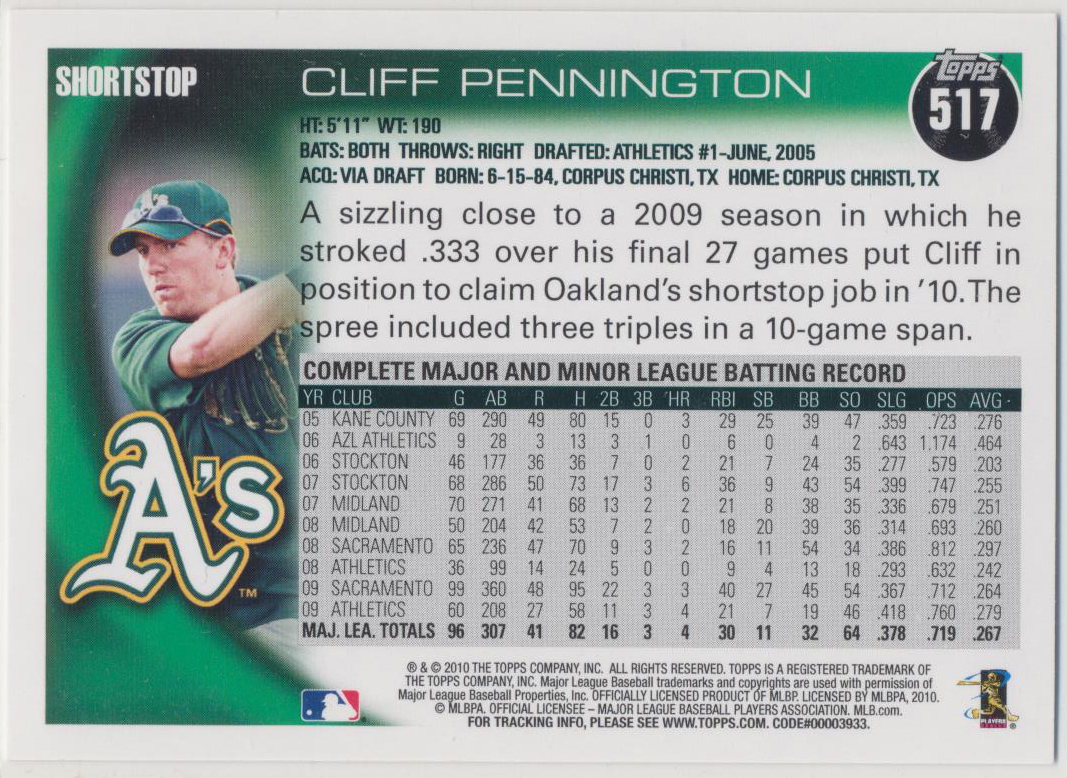 SHORTSTOP
CLIFF PENNINGTON
Topps
517
HT: 5'11" WT: 190
BATS: BOTH THROWS: RIGHT DRAFTED: ATHLETICS #1-JUNE, 2005
ACQ: VIA DRAFT BORN: 6-15-84, CORPUS CHRISTI, TX HOME: CORPUS CHRISTI, TX
A sizzling close to a 2009 season in which he
stroked .333 over his final 27 games put Cliff in
position to claim Oakland's shortstop job in '10. The
spree included three triples in a 10-game span.
COMPLETE MAJOR AND MINOR LEAGUE BATTING RECORD
YR CLUB G AB R H 2B 3B HR RBI SB BB SO SLG OPS AVG
05 KANE COUNTY 69 290 49 80 15 0 3 29 25 39 47 .359 .723 .276
06 AZL ATHLETICS 9 28 3 13 3 1 0 6 0 4 2 .643 1.174 .464
06 STOCKTON 46 177 36 36 7 0 2 21 7 24 35 .277 .579 .203
07 STOCKTON 68 286 50 73 17 3 6 36 9 43 54 .399 .747 .255
07 MIDLAND 70 271 41 68 13 2 2 21 8 38 35 .336 .679 .251
08 MIDLAND 50 204 42 53 7 2 0 18 20 39 36 .314 .693 .260
08 SACRAMENTO 65 236 47 70 9 3 2 16 11 54 34 .386 .812 .297
08 ATHLETICS 36 99 14 24 5 0 0 9 4 13 18 .293 .632 .242
09 SACRAMENTO 99 360 48 95 22 3 3 40 27 45 54 .367 .712 .264
09 ATHLETICS 60 208 27 58 11 3 4 21 7 19 46 .418 .760 .279
MAJ. LEA. TOTALS 96 307 41 82 16 3 4 30 11 32 64 .378 .719 .267
A's
A's ™
® & © 2010 THE TOPPS COMPANY, INC. ALL RIGHTS RESERVED. TOPPS IS A REGISTERED TRADEMARK OF
THE TOPPS COMPANY, INC. Major League Baseball trademarks and copyrights are used with permission of
Major League Baseball Properties, Inc. OFFICIALLY LICENSED PRODUCT OF MLBP. LICENSED BY MLBPA, 2010.
© MLBPA. OFFICIAL LICENSEE – MAJOR LEAGUE BASEBALL PLAYERS ASSOCIATION. MLB.com.
FOR TRACKING INFO, PLEASE SEE WWW.TOPPS.COM. CODE#00003933.
PLAYERS
®